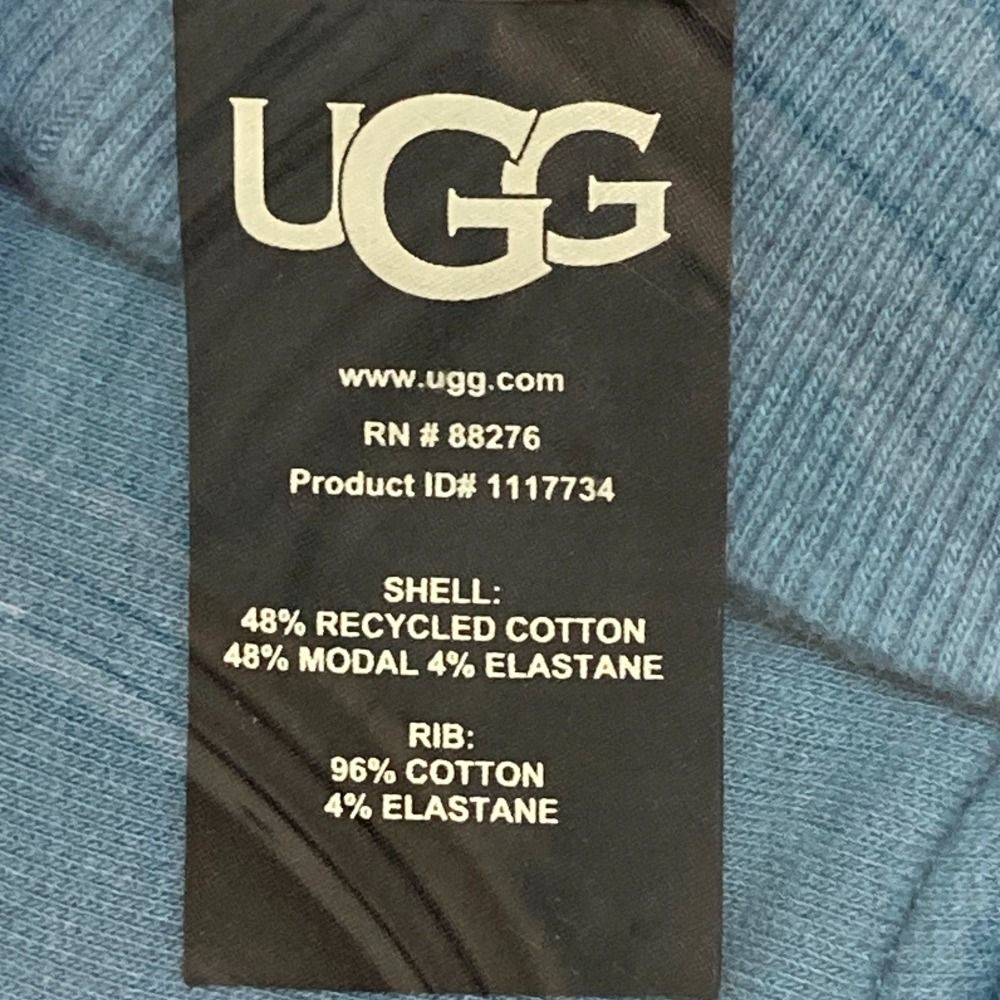 UGG
www.ugg.com
RN # 88276
Product ID# 1117734
SHELL:
48% RECYCLED COTTON
48% MODAL 4% ELASTANE
RIB:
96% COTTON
4% ELASTANE